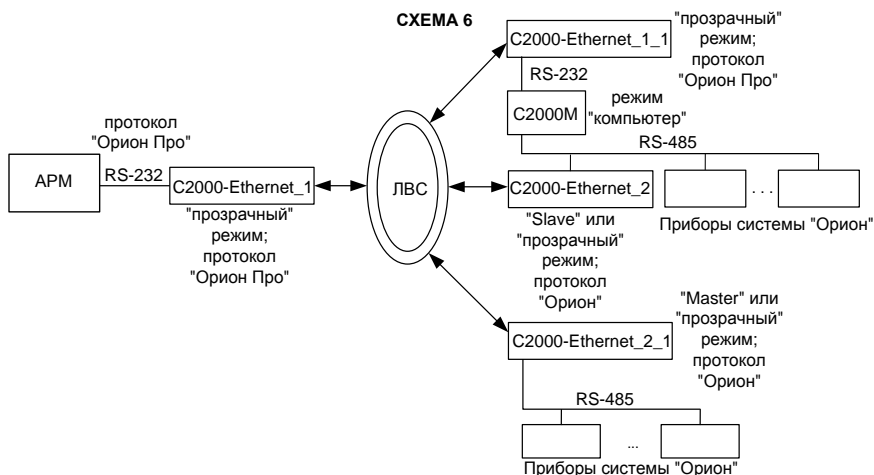 СХЕМА 6
С2000-Ethernet_1_1
"прозрачный"
режим;
протокол
"Орион Про"
RS-232
С2000М
режим
"компьютер"
RS-485
протокол
"Орион Про"
АРМ
RS-232
С2000-Ethernet_1
"прозрачный"
режим;
протокол
"Орион Про"
ЛВС
С2000-Ethernet_2
"Slave" или
"прозрачный"
режим;
протокол
"Орион"
. . .
Приборы системы "Орион"
С2000-Ethernet_2_1
"Master" или
"прозрачный"
режим;
протокол
"Орион"
RS-485
...
Приборы системы "Орион"